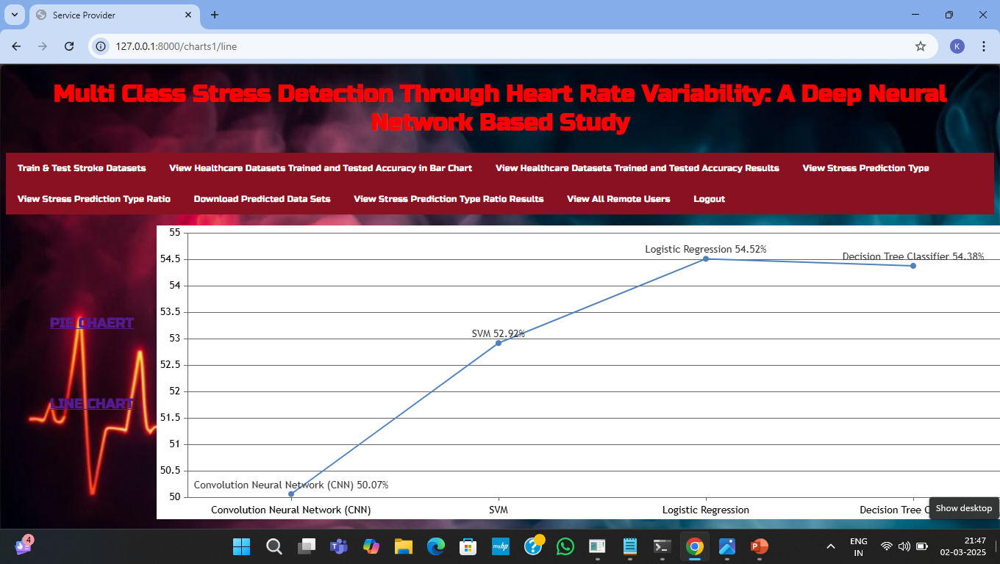 Service Provider
127.0.0.1:8000/charts1/line
K
Multi Class Stress Detection Through Heart Rate Variability: A Deep Neural
Network Based Study
Train & Test Stroke Datasets View Healthcare Datasets Trained and Tested Accuracy in Bar Chart View Healthcare Datasets Trained and Tested Accuracy Results View Stress Prediction Type
View Stress Prediction Type Ratio Download Predicted Data Sets View Stress Prediction Type Ratio Results View All Remote Users Logout
PIE CHAERT
LINE CHART
55
54.5
54
53.5
53
52.5
52
51.5
51
50.5
50
Convolution Neural Network (CNN) 50.07%
SVM 52.92%
Logistic Regression 54.52%
Decision Tree Classifier 54.38%
Convolution Neural Network (CNN) SVM Logistic Regression Decision Tree C
Show desktop
4
myhp
P
ENG
IN
21:47
02-03-2025